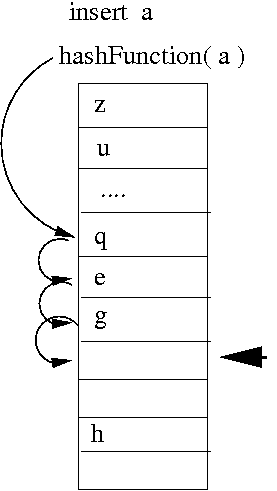 insert a
hashFunction( a )
z
u
....
q
e
g
h